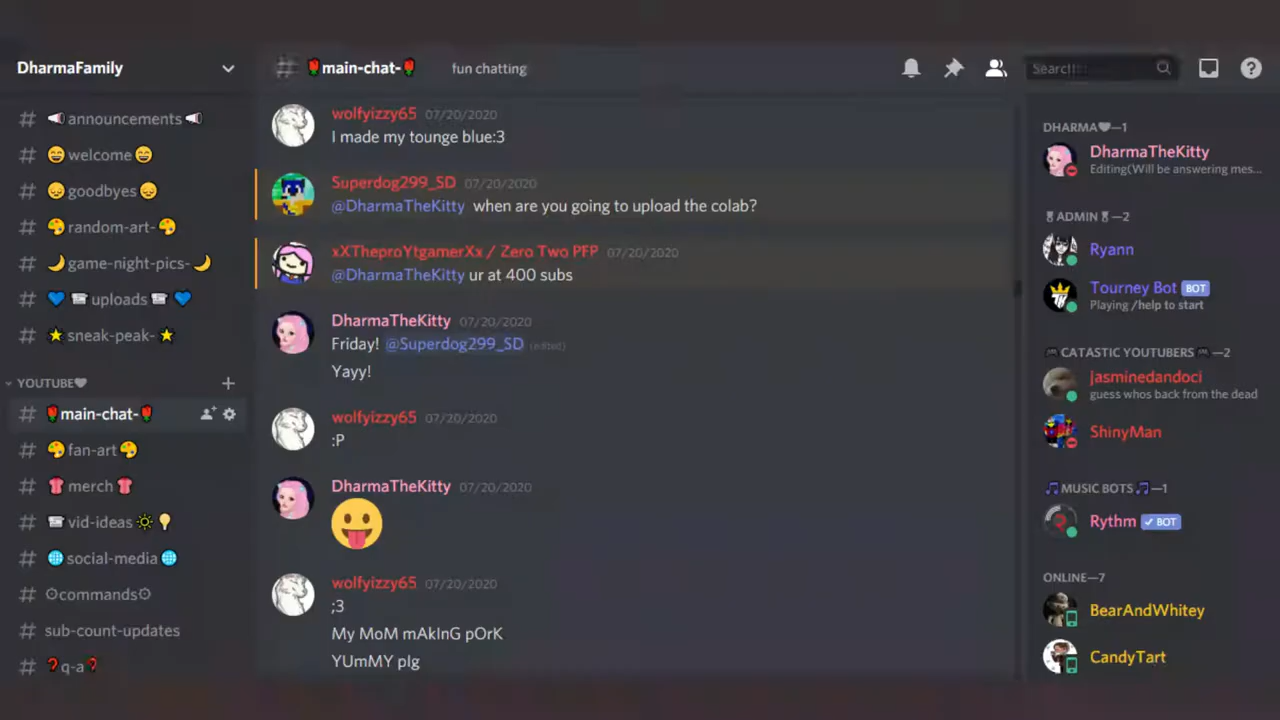 DharmaFamily
announcements
welcome
goodbyes
random-art-
game-night-pics-
uploads
sneak-peak-
YOUTUBE
main-chat-
fan-art
merch
vid-ideas
social-media
commands
sub-count-updates
q-a
main-chat- fun chatting
wolfyizzy65 07/20/2020
I made my tounge blue:3
Superdog299_SD 07/20/2020
@DharmaTheKitty when are you going to upload the colab?
xXTheproYtgamerXx / Zero Two PFP 07/20/2020
@DharmaTheKitty ur at 400 subs
DharmaTheKitty 07/20/2020
Friday! @Superdog299_SD (edited)
Yayy!
wolfyizzy65 07/20/2020
:P
DharmaTheKitty 07/20/2020
wolfyizzy65 07/20/2020
;3
My MoM mAkInG pOrK
YUmMY pIg
Search
DHARMA—1
DharmaTheKitty
Editing(Will be answering mes...
ADMIN—2
Ryann
Tourney Bot BOT
Playing /help to start
CATASTIC YOUTUBERS—2
Jasminedandoci
guess whos back from the dead
ShinyMan
MUSIC BOTS—1
Rythm BOT
ONLINE—7
BearAndWhitey
CandyTart